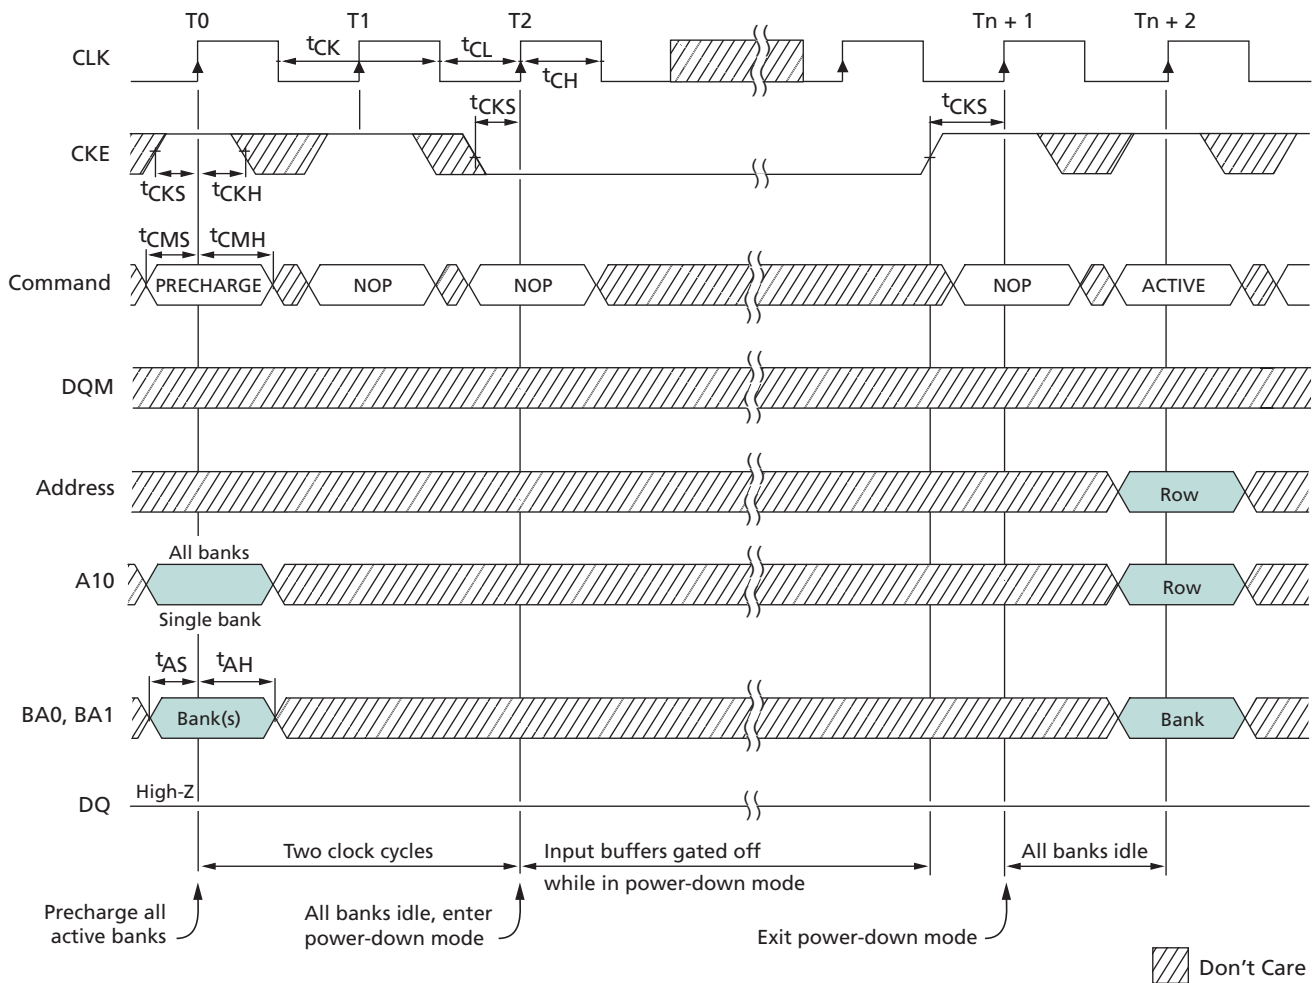 T0 T1 T2 Tn + 1 Tn + 2
CLK
tCK tCL
tCH
tCKS tCKS
CKE
tCKS tCKH
tCMS tCMH
Command PRECHARGE NOP NOP NOP ACTIVE
DQM
Address Row
All banks
A10 Row
Single bank
tAS tAH
BA0, BA1 Bank(s) Bank
High-Z
DQ
Two clock cycles Input buffers gated off All banks idle
while in power-down mode
Precharge all All banks idle, enter
active banks power-down mode Exit power-down mode
Don't Care